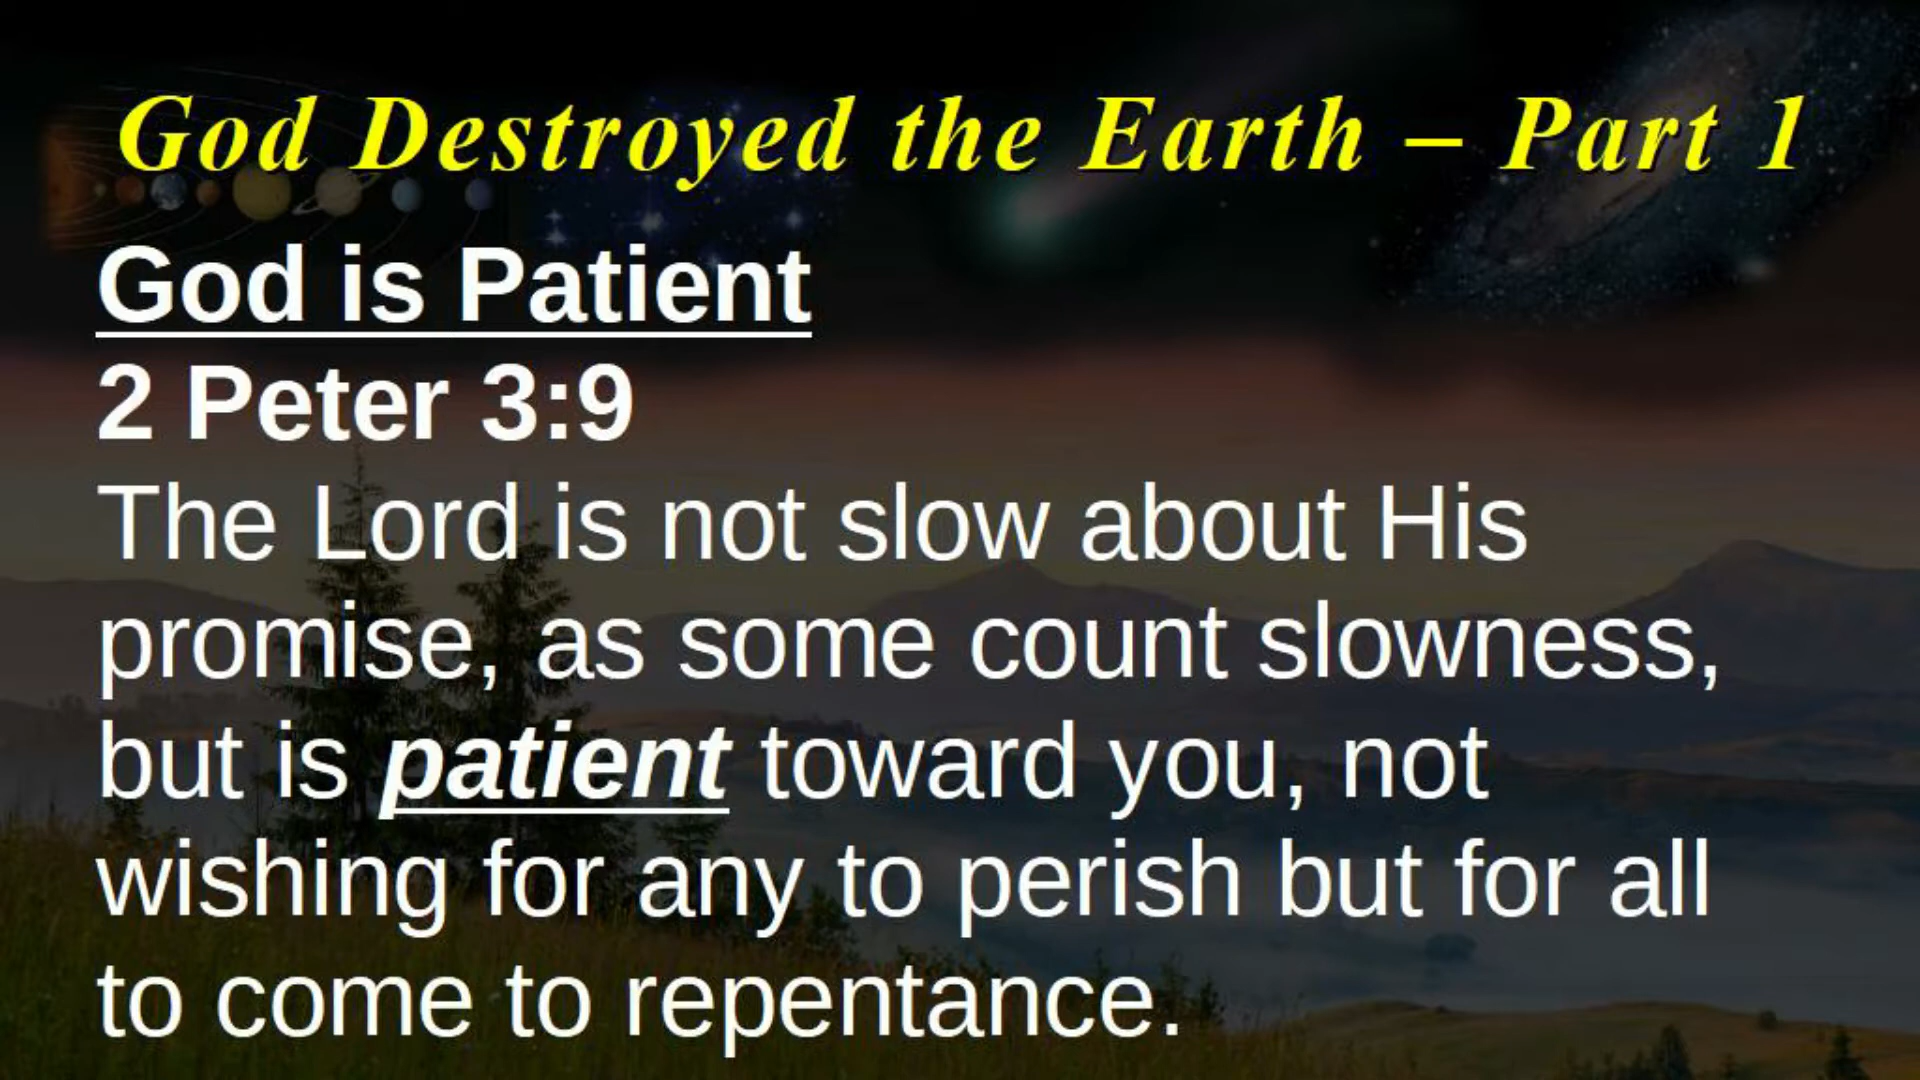 God Destroyed the Earth – Part 1
God is Patient
2 Peter 3:9
The Lord is not slow about His
promise, as some count slowness,
but is patient toward you, not
wishing for any to perish but for all
to come to repentance.